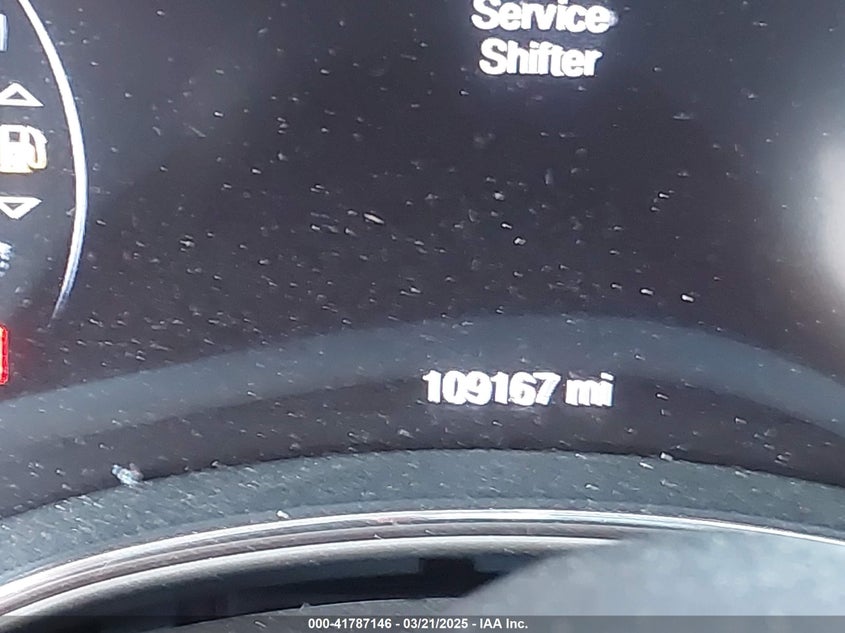 Service
Shifter
109167 mi
000-41787146 - 03/21/2025 - IAA Inc.